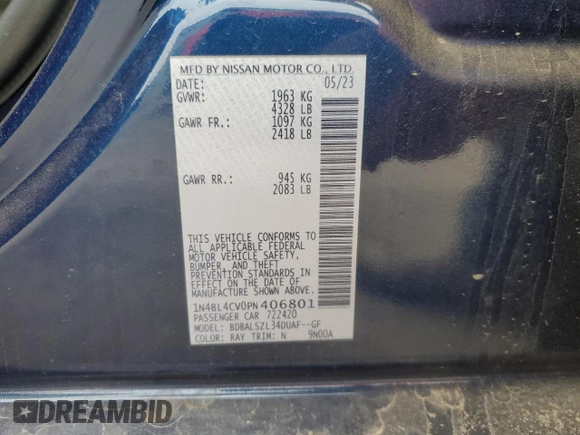 MFD BY NISSAN MOTOR CO., LTD.
DATE: 05/23
GVWR: 1963 KG
4328 LB
GAWR FR.: 1097 KG
2418 LB
GAWR RR.: 945 KG
2083 LB
THIS VEHICLE CONFORMS TO
ALL APPLICABLE FEDERAL
MOTOR VEHICLE SAFETY,
BUMPER, AND THEFT
PREVENTION STANDARDS IN
EFFECT ON THE DATE OF
MANUFACTURE SHOWN ABOVE.
1N4BL4CV0PN406801
PASSENGER CAR 722420
MODEL: BDBALSZL34DUAF--GF
COLOR: RAY TRIM: N 9N00A
DREAMBID